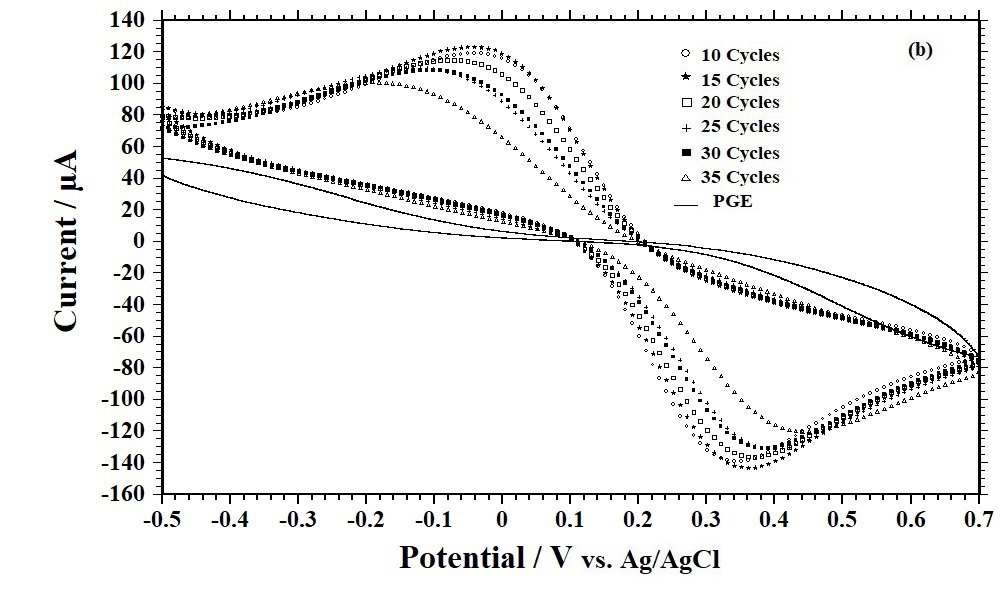 140
120
100
80
60
40
20
0
-20
-40
-60
-80
-100
-120
-140
-160
Current / µA
(b)
10 Cycles
15 Cycles
20 Cycles
25 Cycles
30 Cycles
35 Cycles
PGE
-0.5 -0.4 -0.3 -0.2 -0.1 0 0.1 0.2 0.3 0.4 0.5 0.6 0.7
Potential / V vs. Ag/AgCl